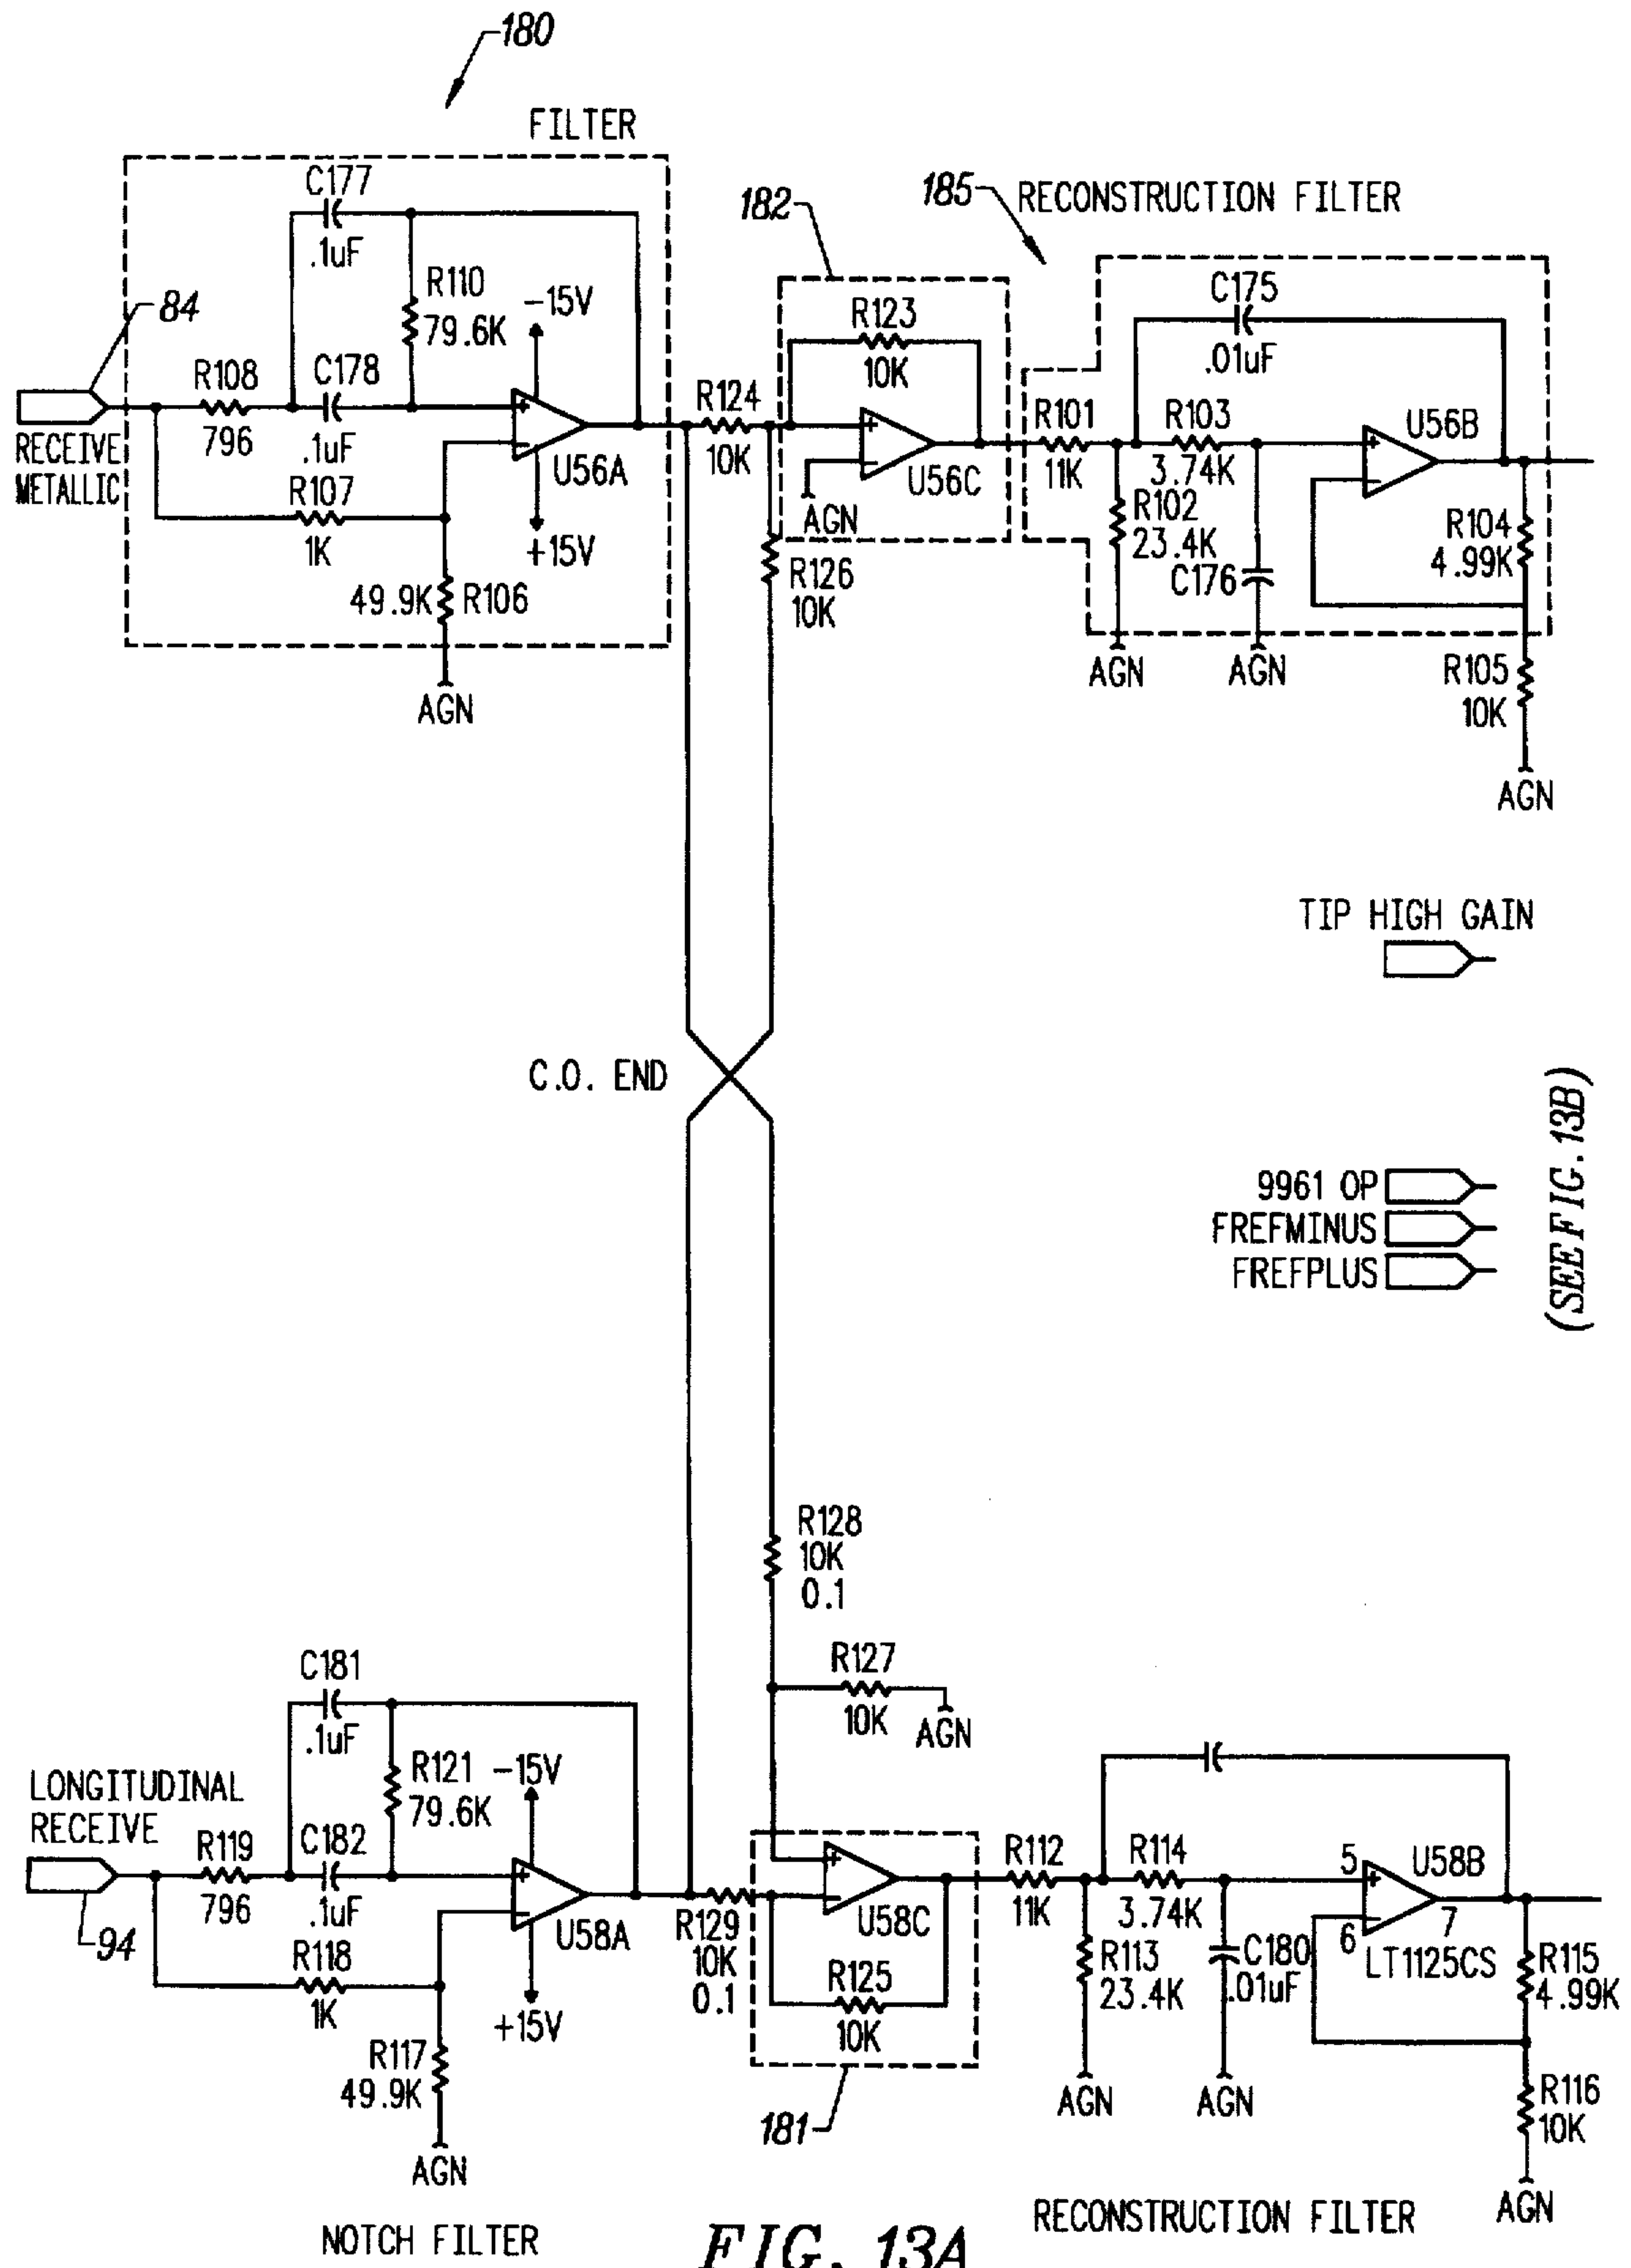 180
FILTER
C177
.1uF
R110
79.6K
-15V
84
R108
796
C178
.1uF
RECEIVE
METALLIC
R107
1K
U56A
+15V
49.9K
R106
AGN
182
R123
10K
R124
10K
U56C
AGN
R126
10K
185
RECONSTRUCTION FILTER
C175
.01uF
R101
11K
R103
3.74K
U56B
R102
23.4K
C176
R104
4.99K
AGN
AGN
R105
10K
AGN
TIP HIGH GAIN
C.O. END
9961 OP
FREFMINUS
FREFPLUS
(SEE FIG. 13B)
R128
10K
0.1
R127
10K
AGN
C181
.1uF
R121
79.6K
-15V
LONGITUDINAL
RECEIVE
R119
796
C182
.1uF
94
R118
1K
U58A
+15V
R117
49.9K
AGN
R129
10K
0.1
U58C
R125
10K
181
R112
11K
R114
3.74K
R113
23.4K
C180
.01uF
5
6
7
U58B
LT1125CS
R115
4.99K
AGN
AGN
R116
10K
AGN
NOTCH FILTER
RECONSTRUCTION FILTER
FIG. 13A